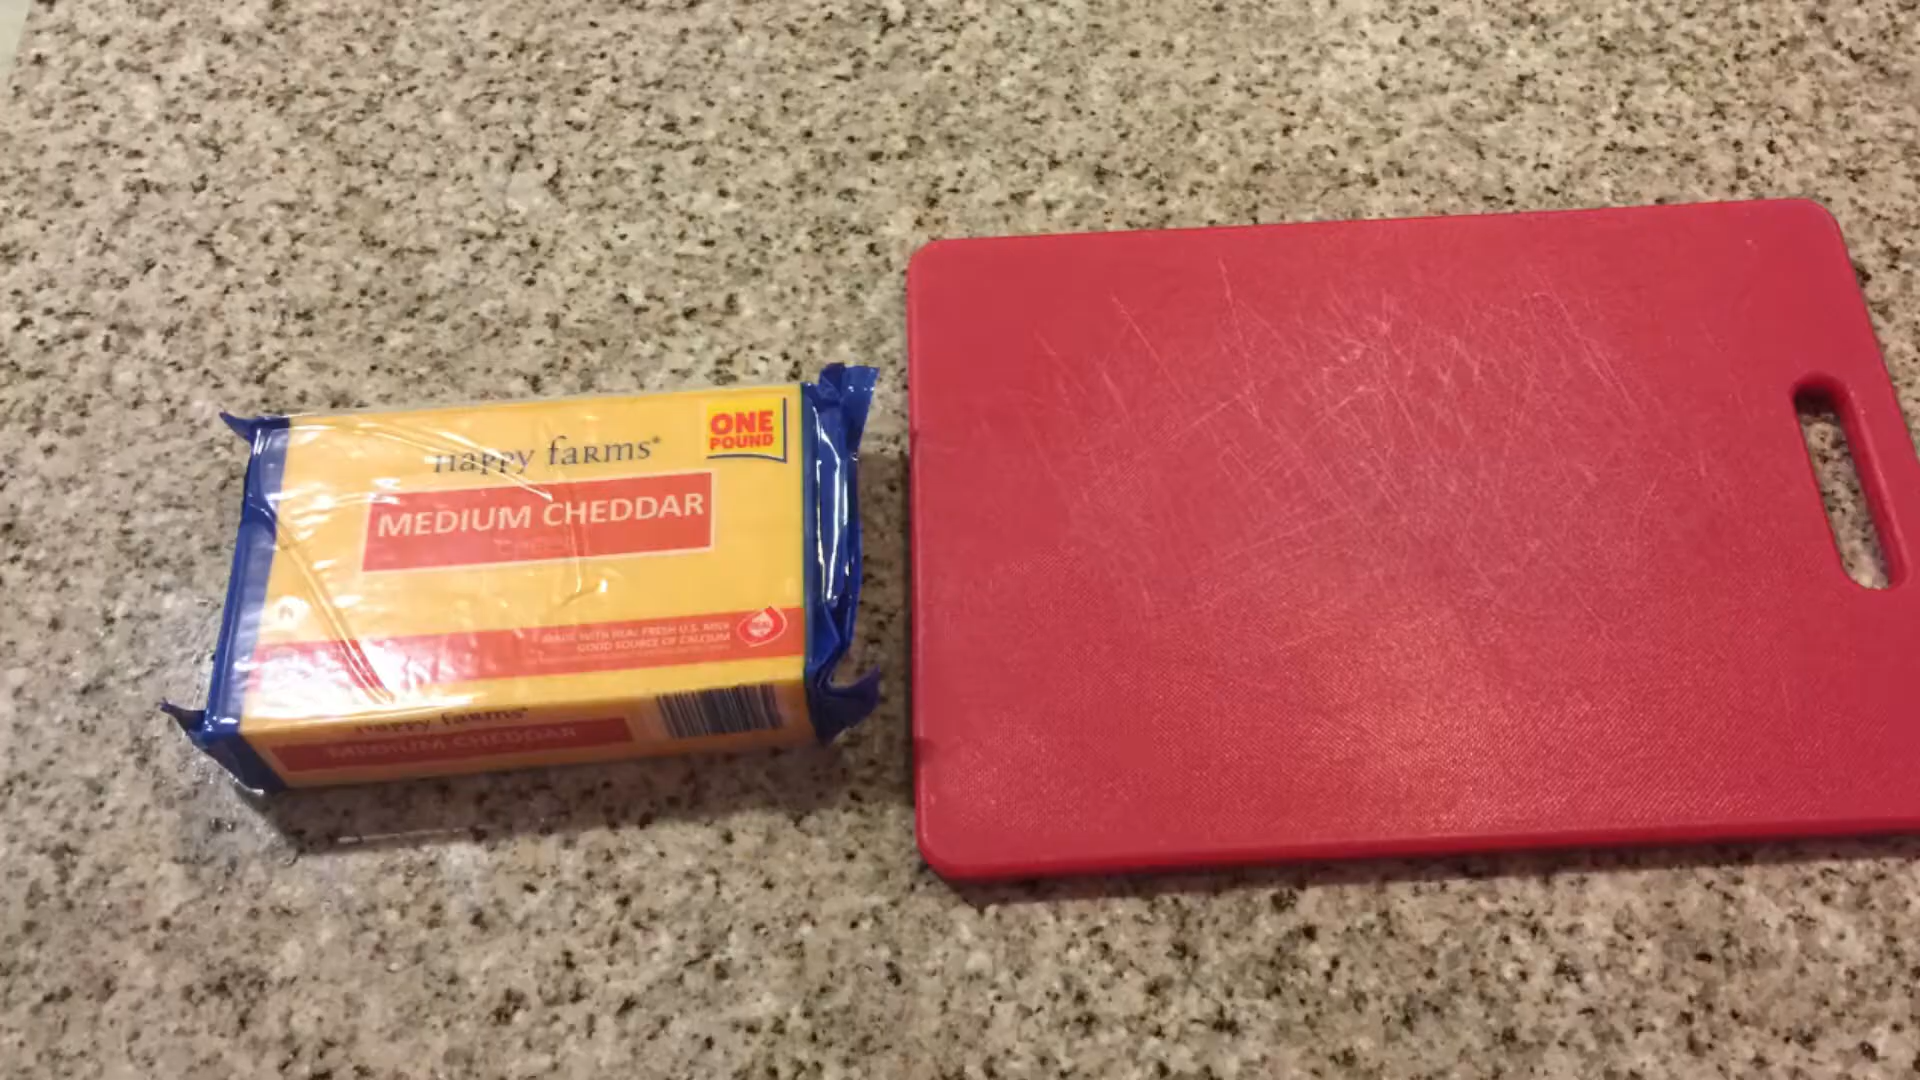 Happy farms®
ONE
POUND
MEDIUM CHEDDAR
MADE WITH REAL FRESH U.S. MILK
GOOD SOURCE OF CALCIUM
REAL
Happy farms®
MEDIUM CHEDDAR